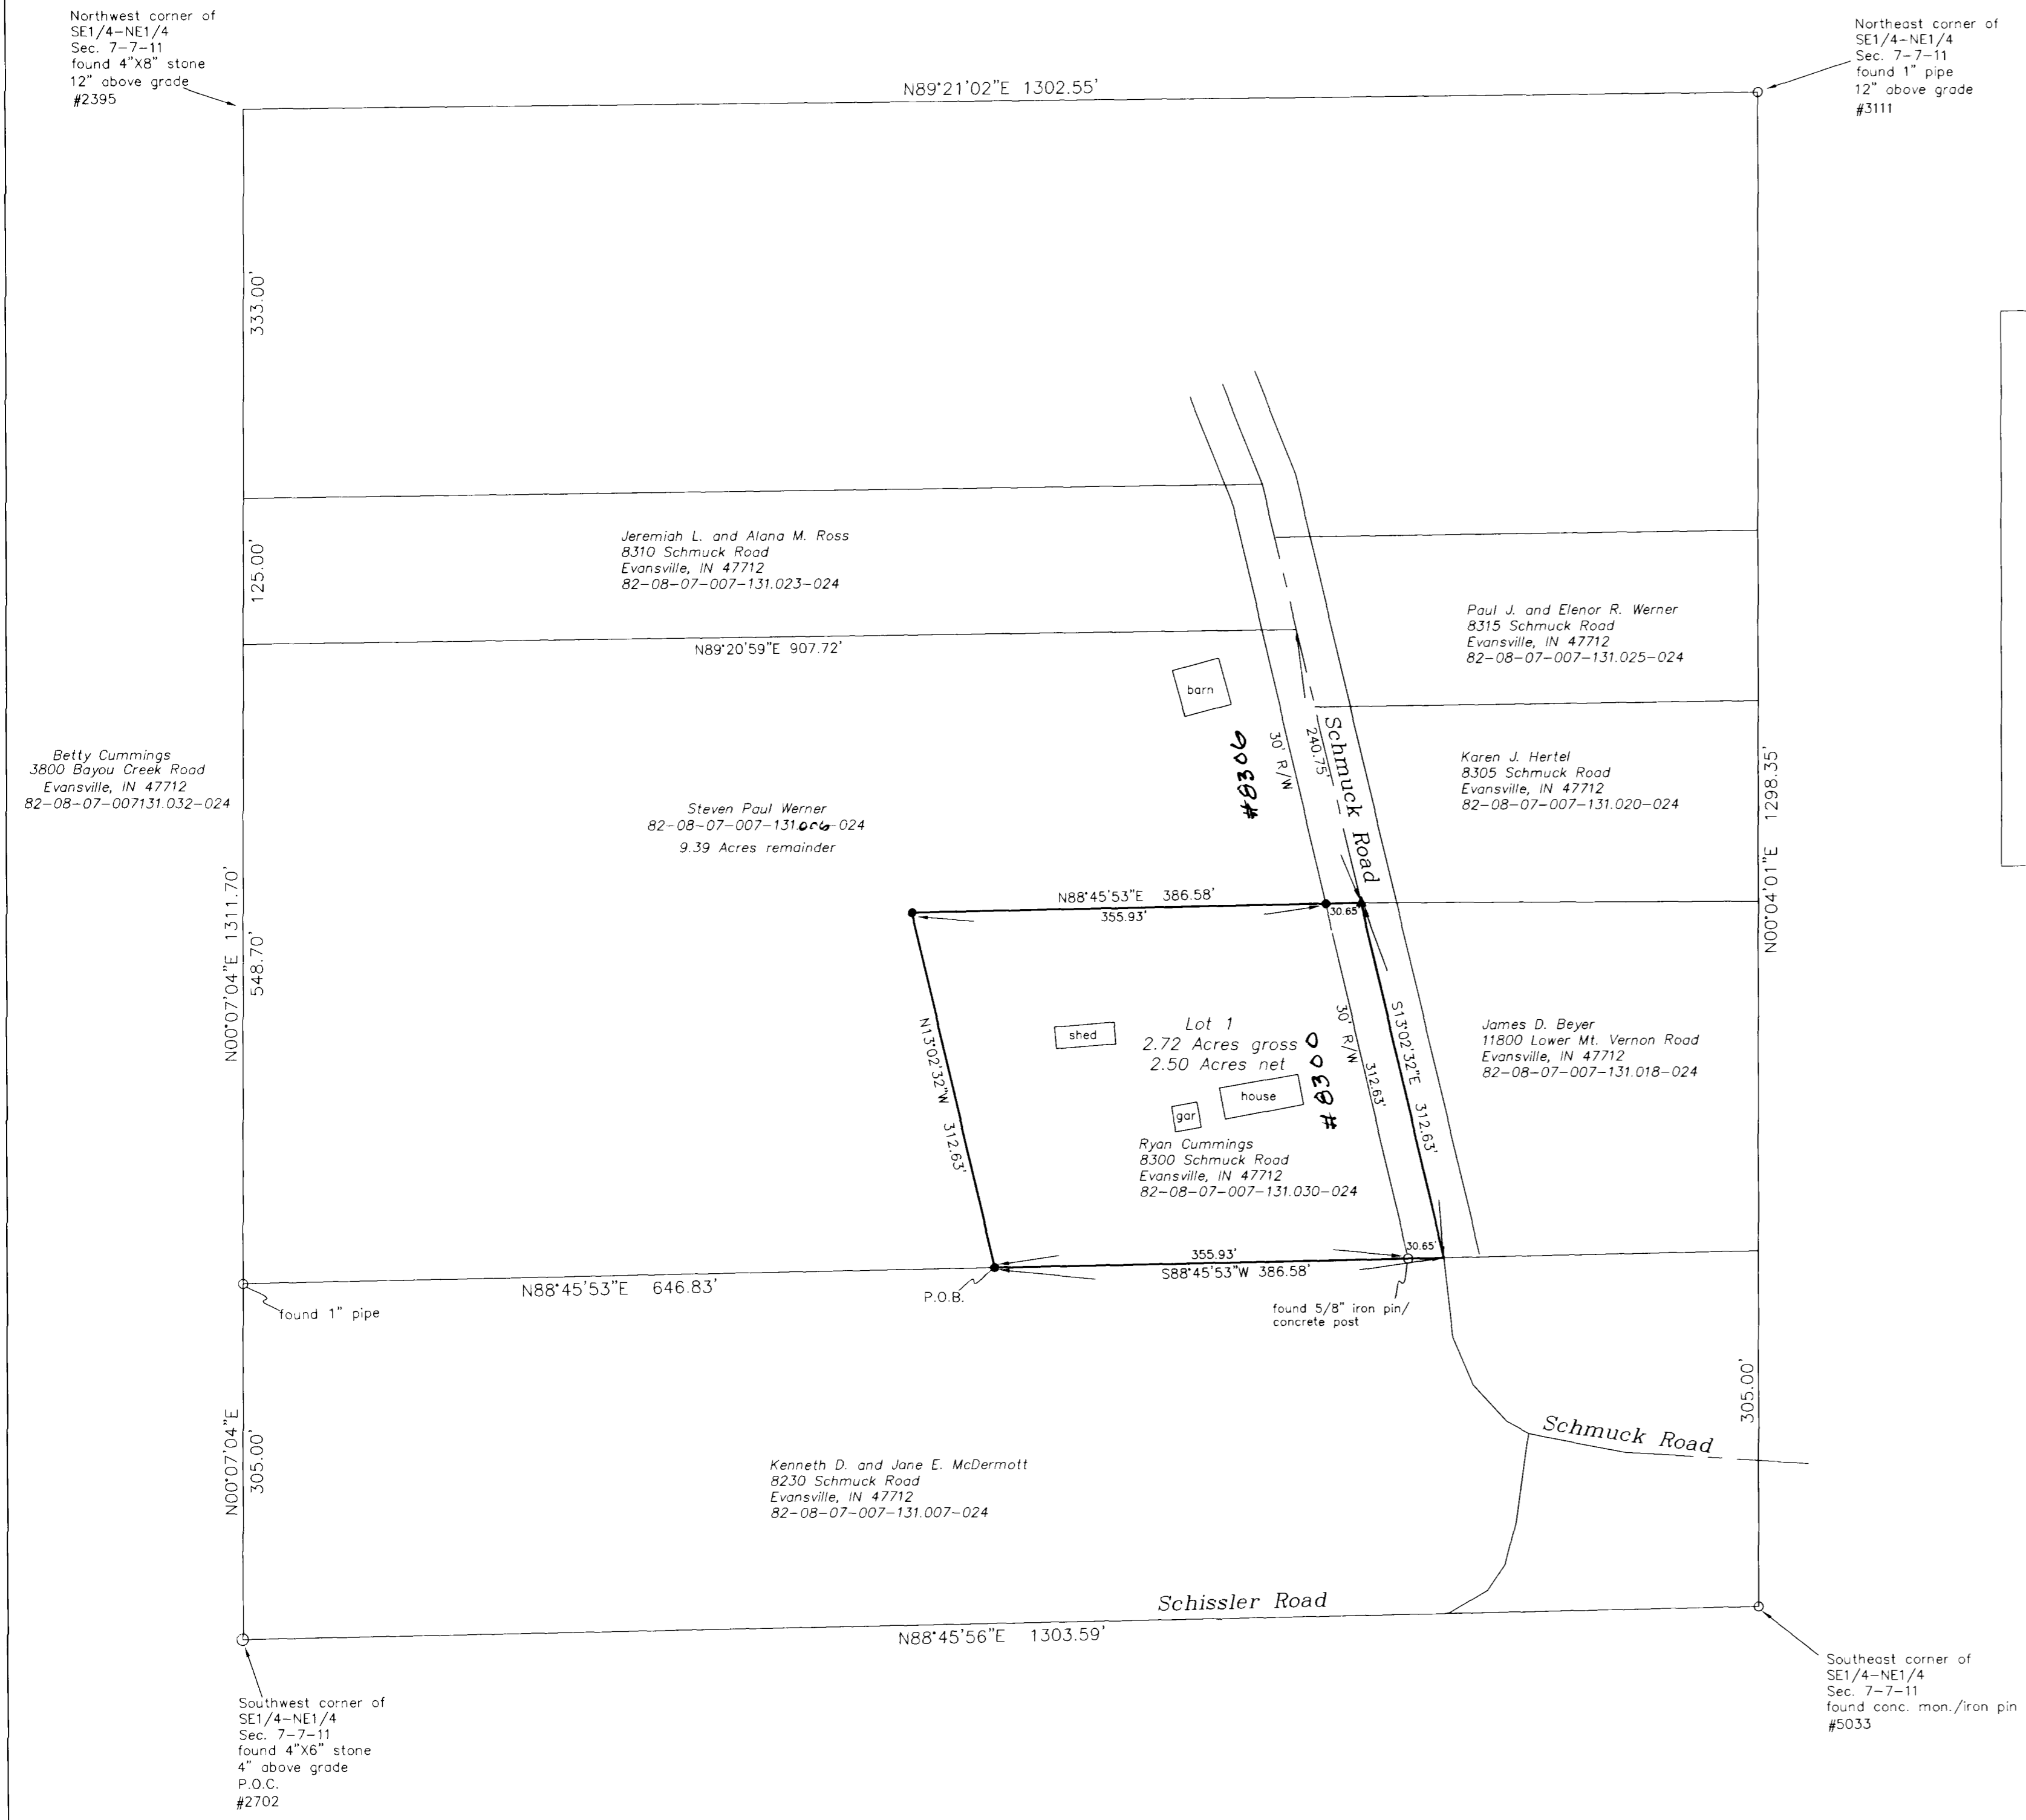 Northwest corner of
SE1/4-NE1/4
Sec. 7-7-11
found 4"X8" stone
12" above grade
#2395
Northeast corner of
SE1/4-NE1/4
Sec. 7-7-11
found 1" pipe
12" above grade
#3111
N89°21'02"E 1302.55'
333.00'
125.00'
Jeremiah L. and Alana M. Ross
8310 Schmuck Road
Evansville, IN 47712
82-08-07-007-131.023-024
N89°20'59"E 907.72'
Paul J. and Elenor R. Werner
8315 Schmuck Road
Evansville, IN 47712
82-08-07-007-131.025-024
barn
#8306
30' R/W
240.75'
Schmuck Road
Karen J. Hertel
8305 Schmuck Road
Evansville, IN 47712
82-08-07-007-131.020-024
N00°04'01"E 1298.35'
Betty Cummings
3800 Bayou Creek Road
Evansville, IN 47712
82-08-07-007131.032-024
Steven Paul Werner
82-08-07-007-131.006-024
9.39 Acres remainder
N00°07'04"E 1311.70'
548.70'
N88°45'53"E 386.58'
355.93'
30.65'
N13°02'32"W 312.63'
shed
Lot 1
2.72 Acres gross
2.50 Acres net
#8300
30' R/W
312.63'
S13°02'32"E 312.63'
house
gar
Ryan Cummings
8300 Schmuck Road
Evansville, IN 47712
82-08-07-007-131.030-024
James D. Beyer
11800 Lower Mt. Vernon Road
Evansville, IN 47712
82-08-07-007-131.018-024
355.93'
30.65'
S88°45'53"W 386.58'
N88°45'53"E 646.83'
P.O.B.
found 1" pipe
found 5/8" iron pin/
concrete post
305.00'
Schmuck Road
N00°07'04"E
305.00'
Kenneth D. and Jane E. McDermott
8230 Schmuck Road
Evansville, IN 47712
82-08-07-007-131.007-024
Schissler Road
N88°45'56"E 1303.59'
Southwest corner of
SE1/4-NE1/4
Sec. 7-7-11
found 4"X6" stone
4" above grade
P.O.C.
#2702
Southeast corner of
SE1/4-NE1/4
Sec. 7-7-11
found conc. mon./iron pin
#5033